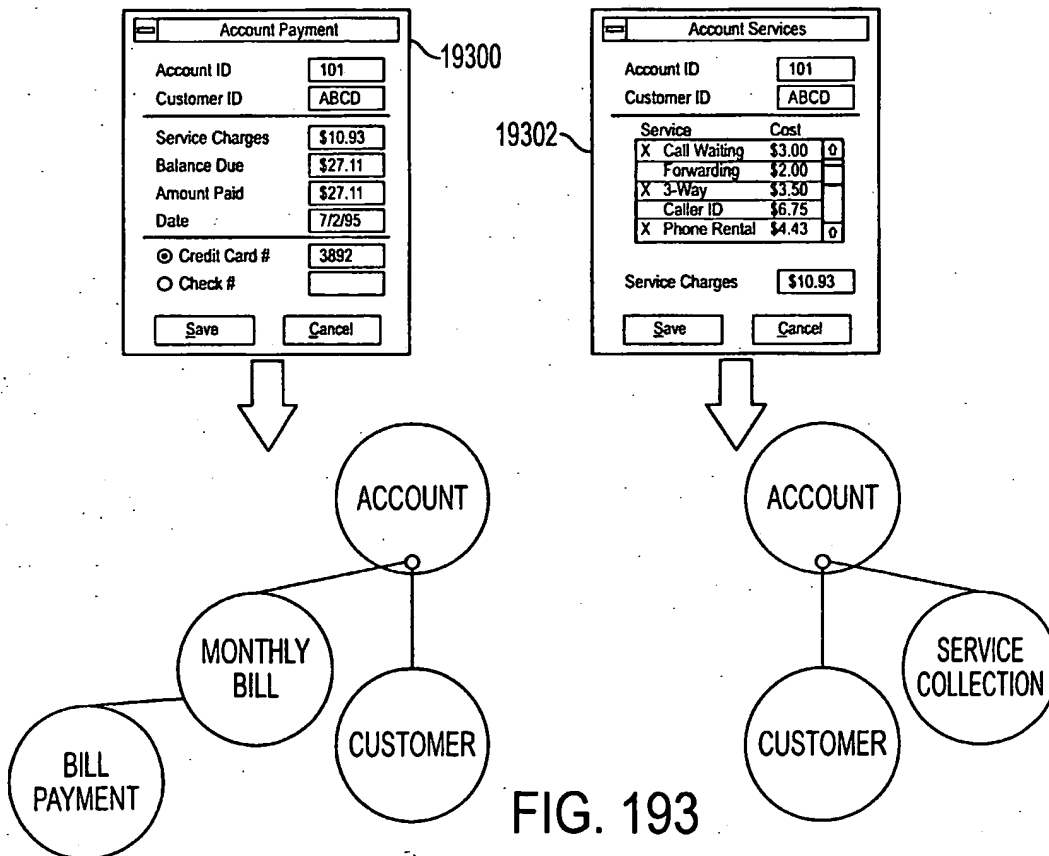 Account Payment
19300
Account ID 101
Customer ID ABCD
Service Charges $10.93
Balance Due $27.11
Amount Paid $27.11
Date 7/2/95
Credit Card # 3892
Check #
Save Cancel
Account Services
19302
Account ID 101
Customer ID ABCD
Service Cost
X Call Waiting $3.00
Forwarding $2.00
X 3-Way $3.50
Caller ID $6.75
X Phone Rental $4.43
Service Charges $10.93
Save Cancel
ACCOUNT
MONTHLY
BILL
CUSTOMER
BILL
PAYMENT
ACCOUNT
SERVICE
COLLECTION
CUSTOMER
FIG. 193